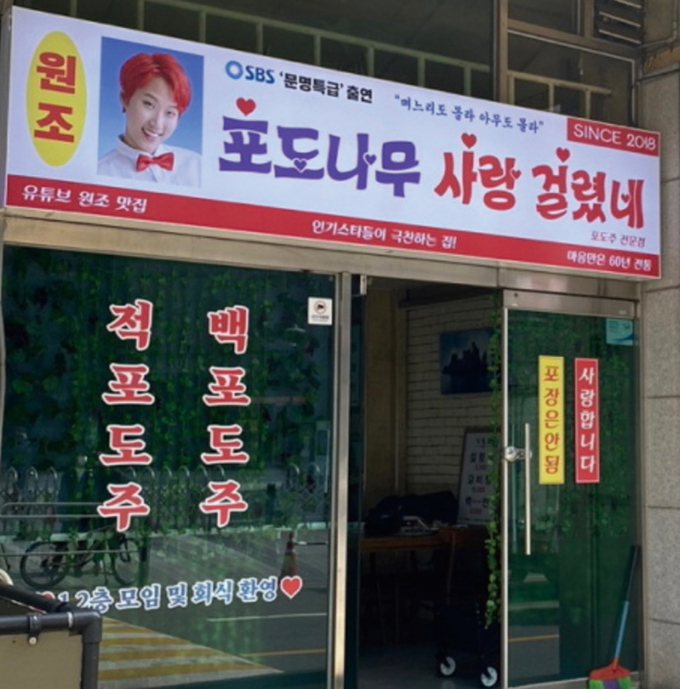 원조
SBS '문명특급' 출연
"며느리도 몰라 아무도 몰라"
SINCE 2018
포도나무 사랑 걸렸네
포도주 전문점
유튜브 원조 맛집
인기스타들이 극찬하는 집!
마음만은 60년 전통
적포도주
백포도주
포장은안됨
사랑합니다
1, 2층 모임 및 회식 환영